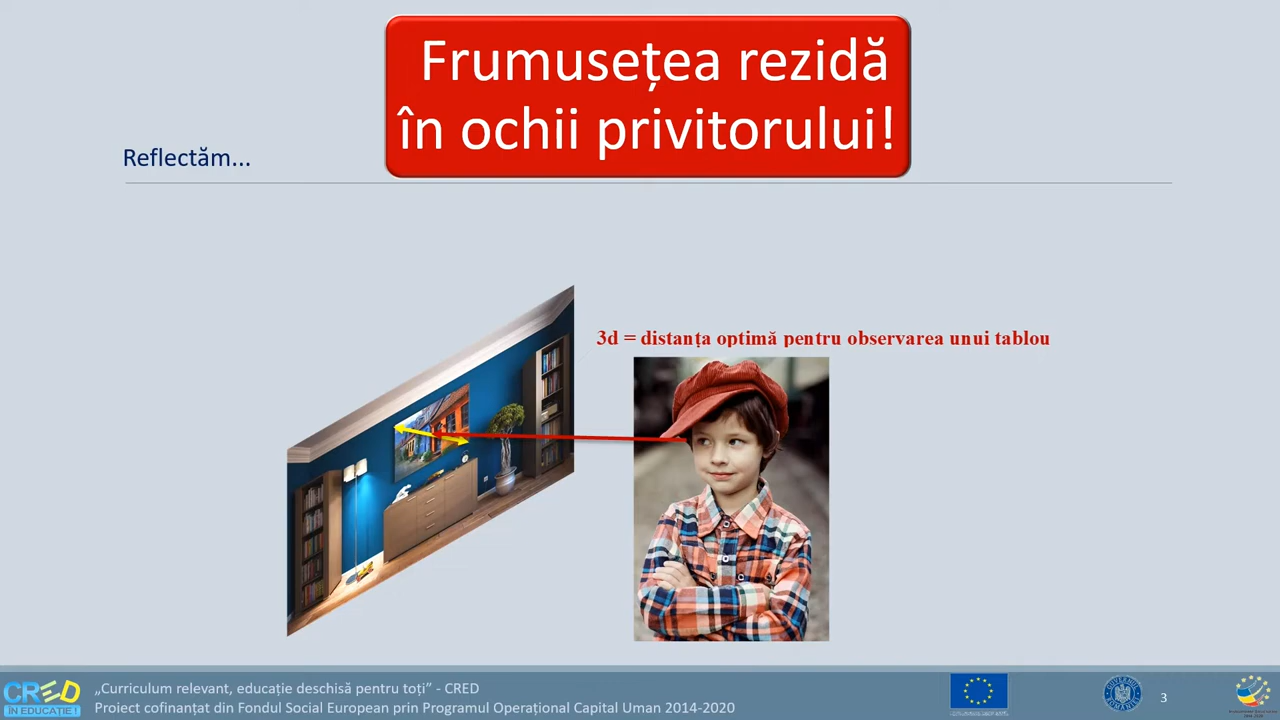 Frumusețea rezidă
în ochii privitorului!
Reflectăm...
3d = distanța optimă pentru observarea unui tablou
CRED
ÎN EDUCAȚIE !
„Curriculum relevant, educație deschisă pentru toți” - CRED
Proiect cofinanțat din Fondul Social European prin Programul Operațional Capital Uman 2014-2020
3